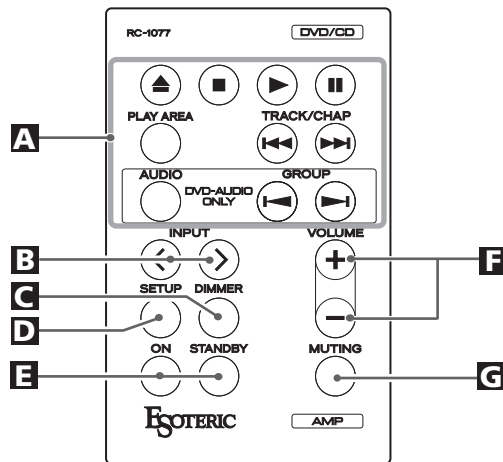 RC-1077 DVD/CD
PLAY AREA TRACK/CHAP
A
AUDIO DVD-AUDIO ONLY GROUP
INPUT VOLUME
B
F
SETUP DIMMER
C
D
ON STANDBY MUTING
E
G
ESOTERIC AMP